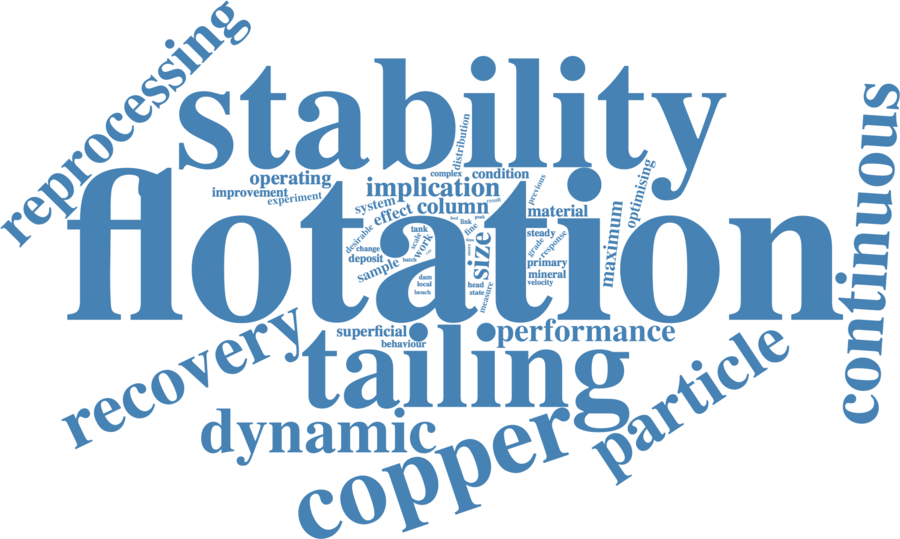 reprocessing
stability
continuous
distribution
complex
condition
operating
implication
previous
optimising
improvement
experiment
result
system
column
effect
material
flotation
desirable
tank
link
fine
steady
maximum
change
scale
work
size
grade
response
deposit
batch
sample
primary
mineral
velocity
dam
local
bench
head
state
measure
recovery
superficial
behaviour
performance
tailing
particle
dynamic
copper